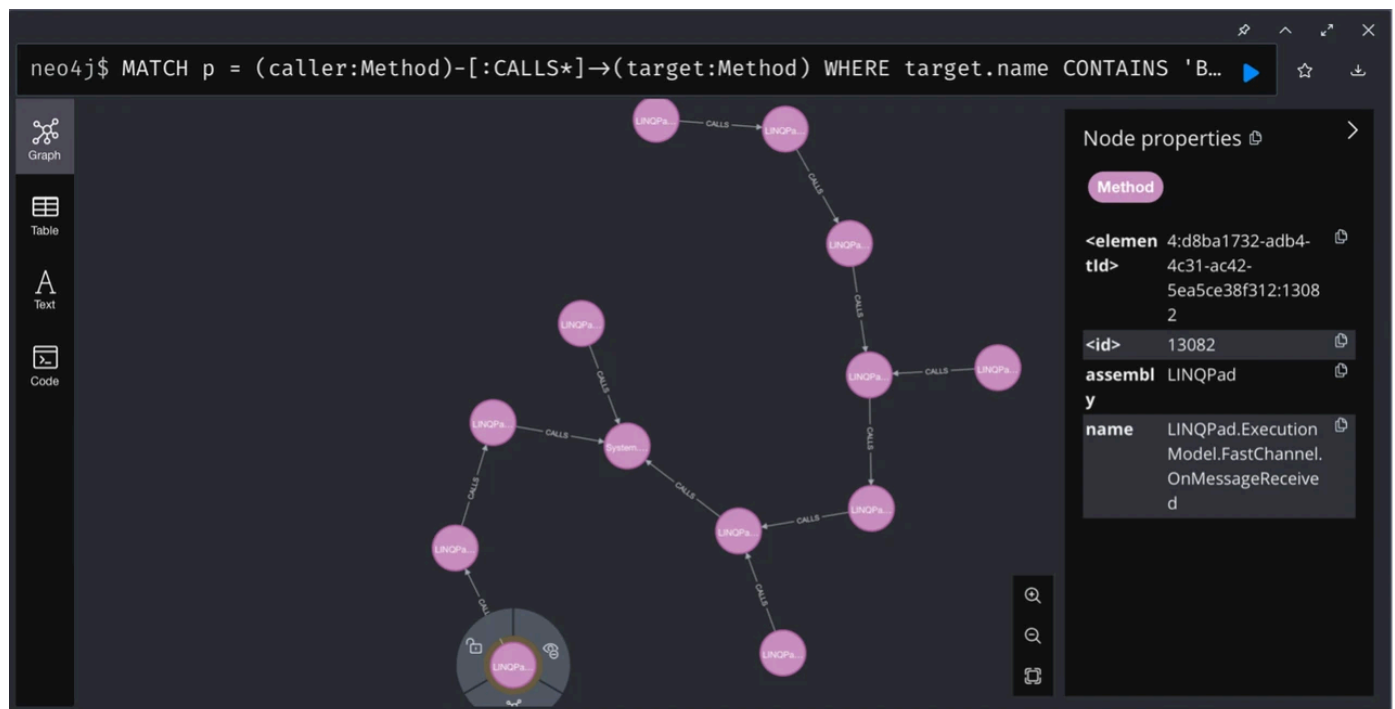 neo4j$ MATCH p = (caller:Method)-[:CALLS*]→(target:Method) WHERE target.name CONTAINS 'B…
Graph
Table
Text
Code
LINQPa...
CALLS
LINQPa...
CALLS
LINQPa...
CALLS
LINQPa...
LINQPa...
CALLS
LINQPa...
CALLS
CALLS
LINQPa...
CALLS
System....
CALLS
CALLS
LINQPa...
CALLS
LINQPa...
CALLS
LINQPa...
CALLS
CALL
LINQPa...
LINQPa...
Node properties
Method
<elemen
tId>
4:d8ba1732-adb4-
4c31-ac42-
5ea5ce38f312:1308
2
<id> 13082
assembl
y
LINQPad
name
LINQPad.Execution
Model.FastChannel.
OnMessageReceive
d